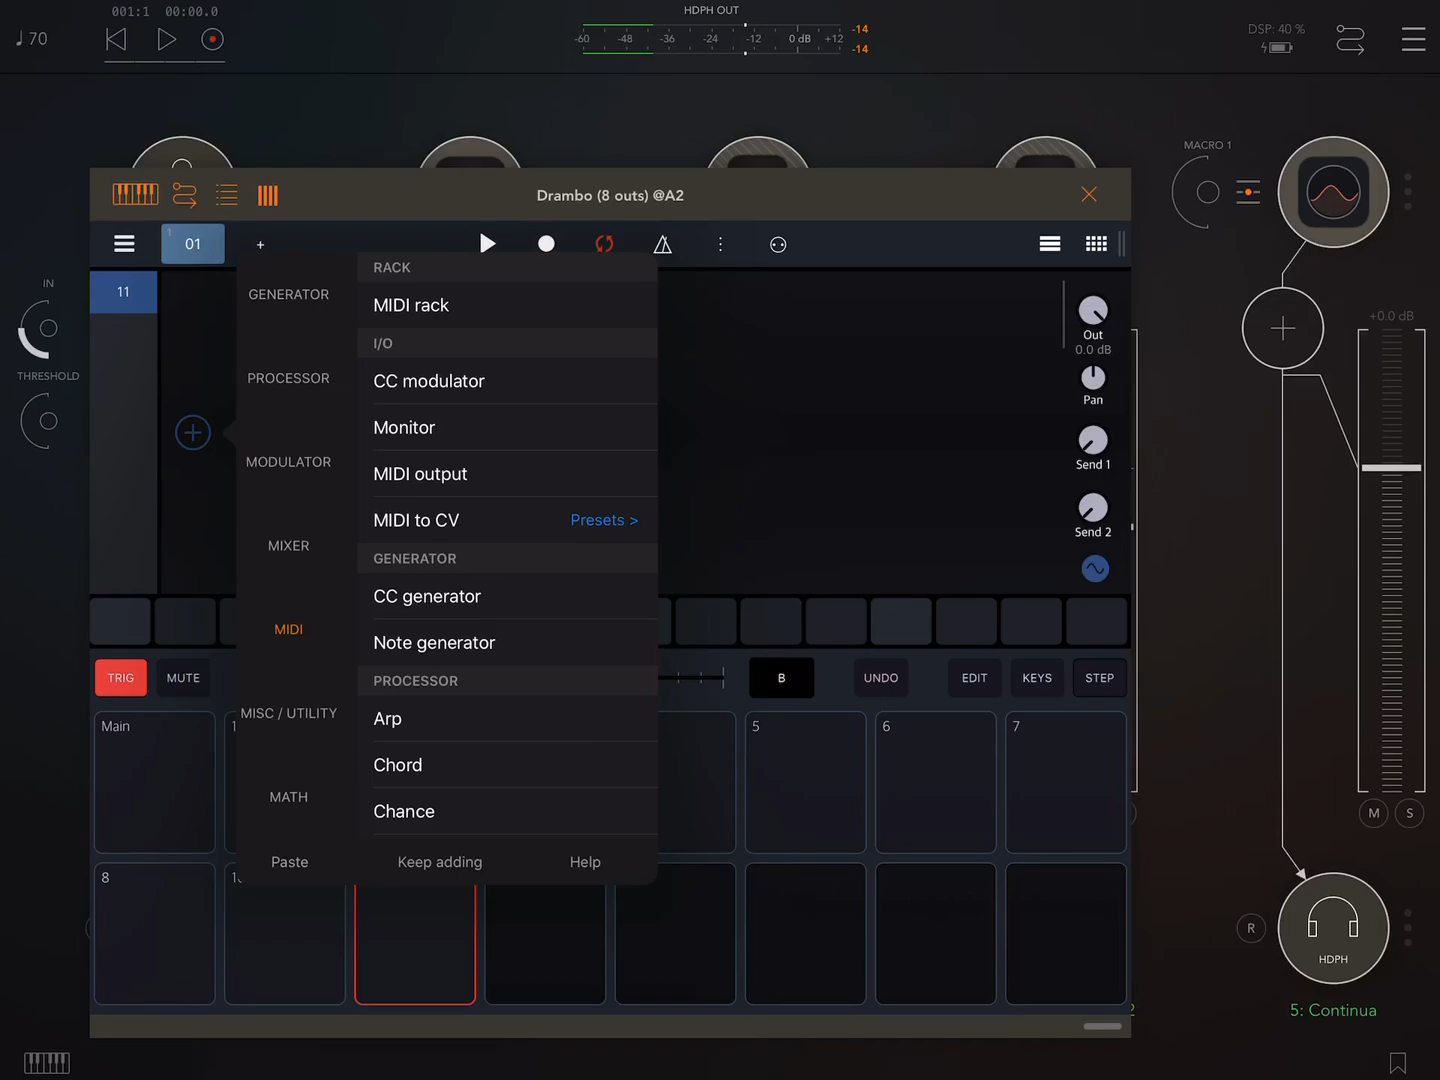 001:1 00:00.0
♩ 70
HDPH OUT
-60 -48 -36 -24 -12 0 dB +12
-14
-14
DSP: 40 %
MACRO 1
Drambo (8 outs) @A2
1
01
+
11
IN
THRESHOLD
GENERATOR
PROCESSOR
MODULATOR
MIXER
MIDI
MISC / UTILITY
MATH
RACK
MIDI rack
I/O
CC modulator
Monitor
MIDI output
MIDI to CV Presets >
GENERATOR
CC generator
Note generator
PROCESSOR
Arp
Chord
Chance
Paste Keep adding Help
Out
0.0 dB
Pan
Send 1
Send 2
+0.0 dB
TRIG MUTE B UNDO EDIT KEYS STEP
Main 5 6 7
8
M S
R
HDPH
5: Continua